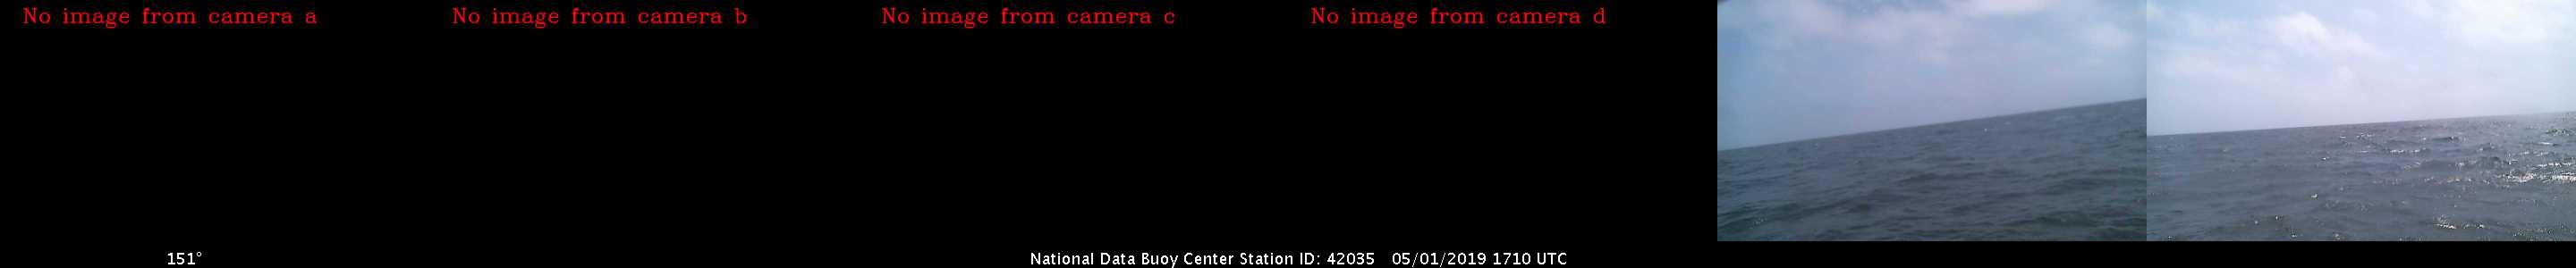 No image from camera a
No image from camera b
No image from camera c
No image from camera d
151°
National Data Buoy Center Station ID: 42035 05/01/2019 1710 UTC